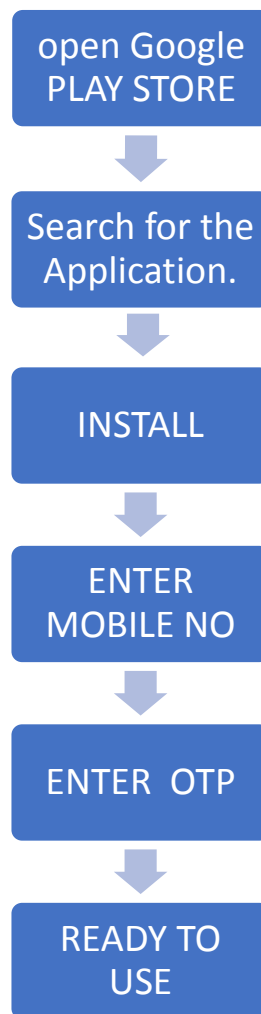 open Google
PLAY STORE
Search for the
Application.
INSTALL
ENTER
MOBILE NO
ENTER OTP
READY TO
USE